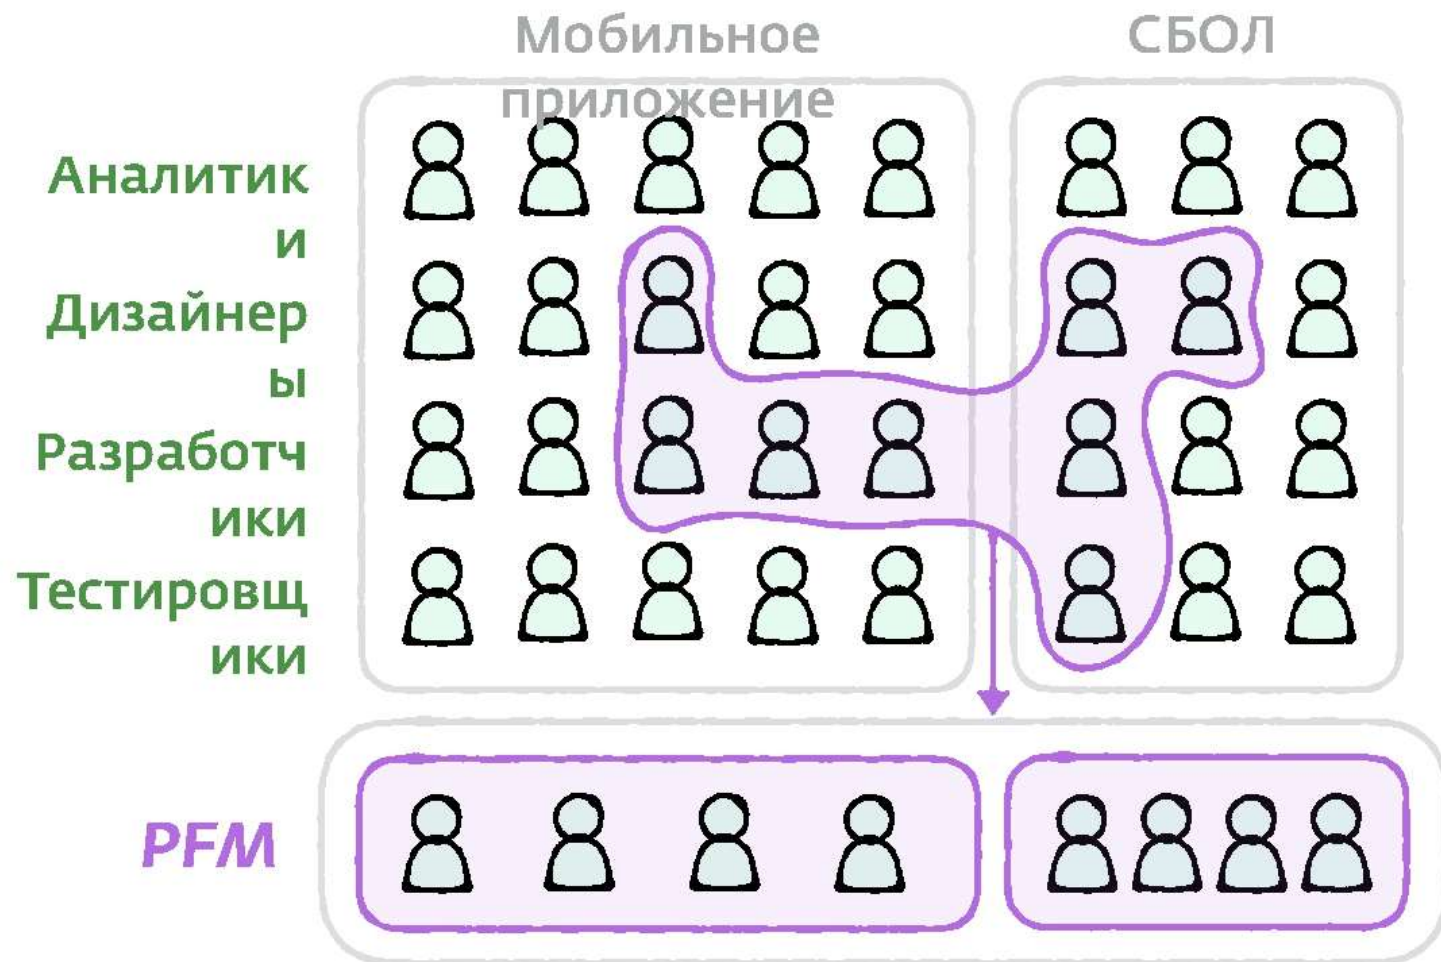 Мобильное
приложение
СБОЛ
Аналитик
и
Дизайнер
ы
Разработч
ики
Тестировщ
ики
PFM